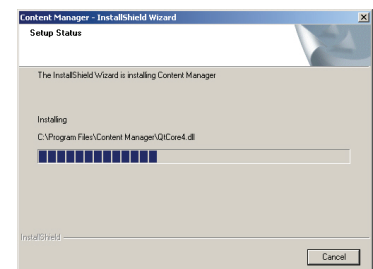 Content Manager - InstallShield Wizard
Setup Status
The InstallShield Wizard is installing Content Manager
Installing
C:\Program Files\Content Manager\QtCore4.dll
InstallShield
Cancel